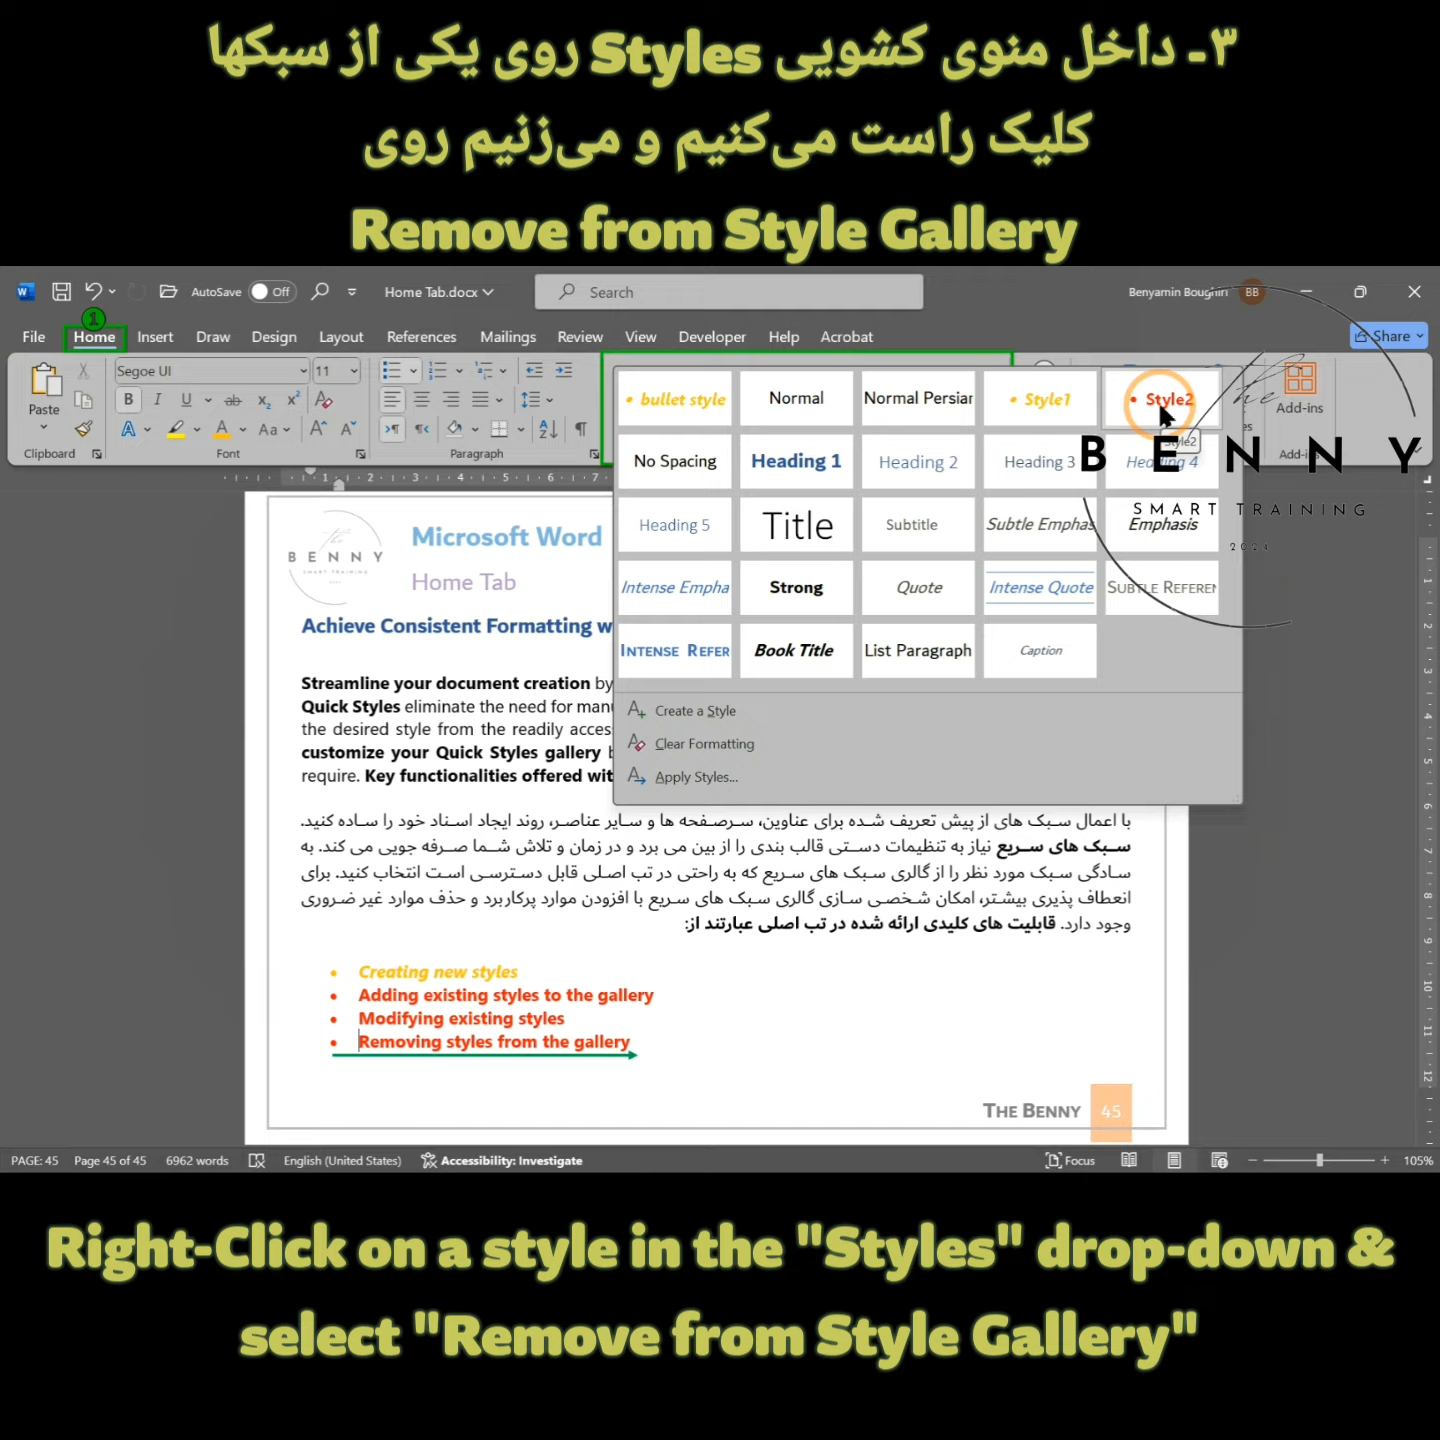 ۳- داخل منوی کشویی Styles روی یکی از سبکها
کلیک راست می‌کنیم و می‌زنیم روی
Remove from Style Gallery
AutoSave Off Home Tab.docx Search Benyamin Boughiri BB
1
File Home Insert Draw Design Layout References Mailings Review View Developer Help Acrobat Share
Segoe UI 11
Paste
Clipboard Font Paragraph
Add-ins
bullet style Normal Normal Persian Style1 Style2
Style2
No Spacing Heading 1 Heading 2 Heading 3 Heading 4
Heading 5 Title Subtitle Subtle Emphas Emphasis
Intense Empha Strong Quote Intense Quote SUBTLE REFEREN
INTENSE REFER Book Title List Paragraph Caption
Create a Style
Clear Formatting
Apply Styles...
the
BENNY
SMART TRAINING
2024
BENNY
Microsoft Word
Home Tab
Achieve Consistent Formatting w
Streamline your document creation by
Quick Styles eliminate the need for manu
the desired style from the readily acces
customize your Quick Styles gallery b
require. Key functionalities offered wit
با اعمال سبک های از پیش تعریف شده برای عناوین، سرصفحه ها و سایر عناصر، روند ایجاد اسناد خود را ساده کنید.
سبک های سریع نیاز به تنظیمات دستی قالب بندی را از بین می برد و در زمان و تلاش شما صرفه جویی می کند. به
سادگی سبک مورد نظر را از گالری سبک های سریع که به راحتی در تب اصلی قابل دسترسی است انتخاب کنید. برای
انعطاف پذیری بیشتر، امکان شخصی سازی گالری سبک های سریع با افزودن موارد پرکاربرد و حذف موارد غیر ضروری
وجود دارد. قابلیت های کلیدی ارائه شده در تب اصلی عبارتند از:
• Creating new styles
• Adding existing styles to the gallery
• Modifying existing styles
• Removing styles from the gallery
THE BENNY 45
PAGE: 45 Page 45 of 45 6962 words English (United States) Accessibility: Investigate Focus 105%
Right-Click on a style in the "Styles" drop-down &
select "Remove from Style Gallery"